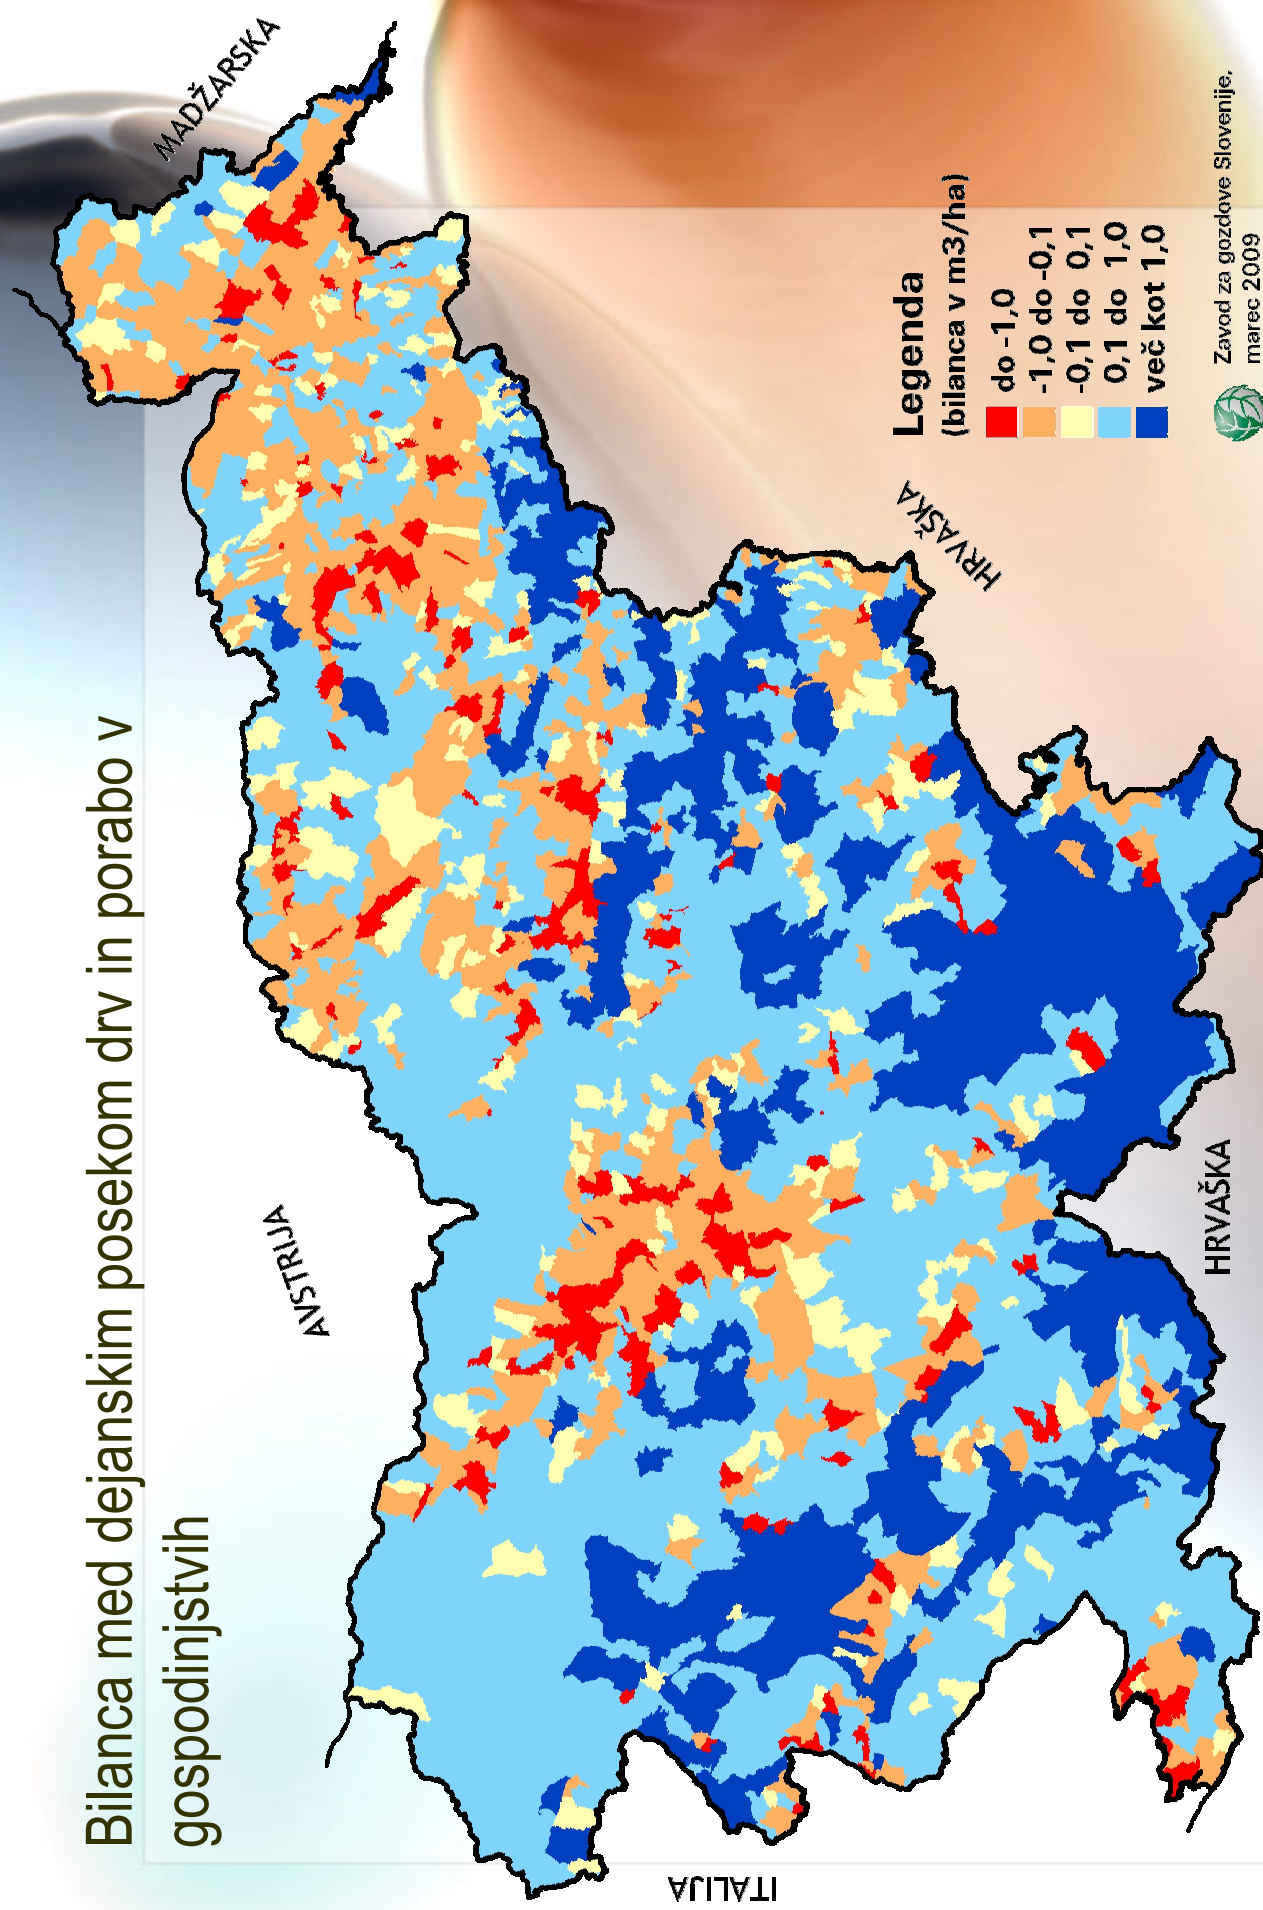 Bilanca med dejanskim posekom drv in porabo v
gospodinjstvih
MADŽARSKA
AVSTRIJA
ITALIJA
HRVAŠKA
HRVAŠKA
Legenda
(bilanca v m3/ha)
do -1,0
-1,0 do -0,1
-0,1 do 0,1
0,1 do 1,0
več kot 1,0
Zavod za gozdove Slovenije,
marec 2009